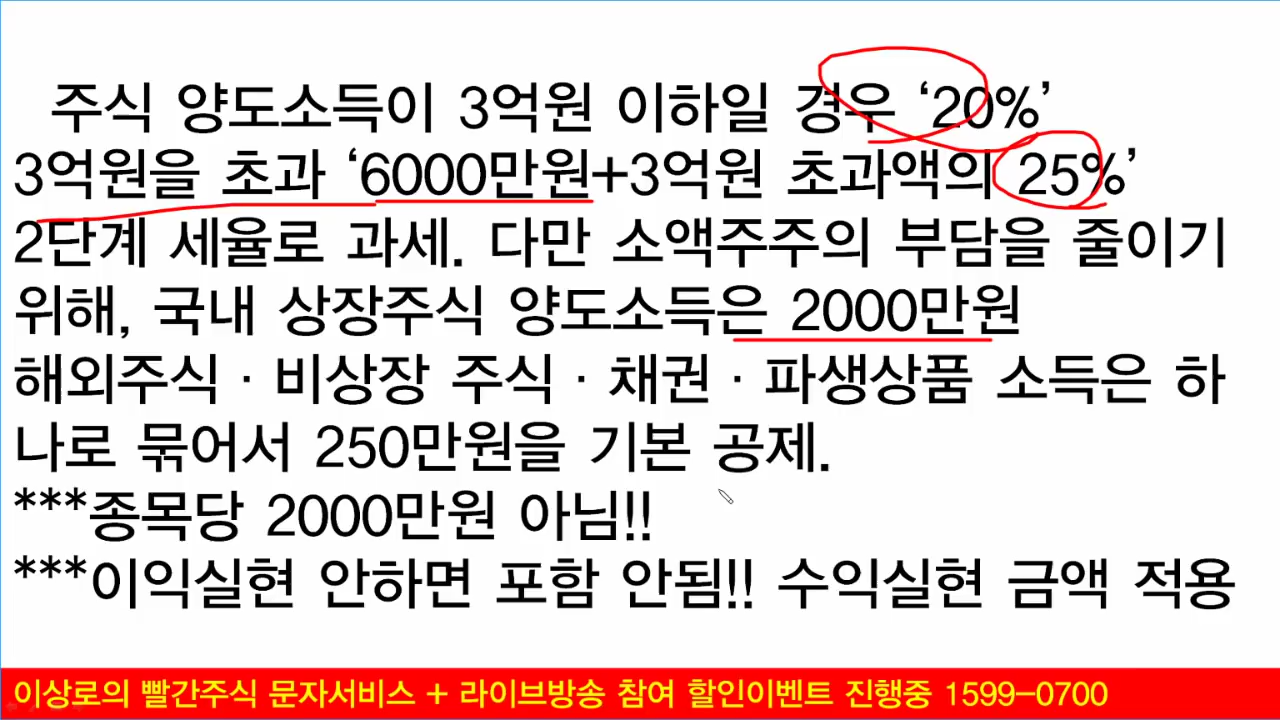 주식 양도소득이 3억원 이하일 경우 ‘20%’
3억원을 초과 ‘6000만원+3억원 초과액의 25%’
2단계 세율로 과세. 다만 소액주주의 부담을 줄이기
위해, 국내 상장주식 양도소득은 2000만원
해외주식·비상장 주식·채권·파생상품 소득은 하
나로 묶어서 250만원을 기본 공제.
***종목당 2000만원 아님!!
***이익실현 안하면 포함 안됨!! 수익실현 금액 적용
이상로의 빨간주식 문자서비스 + 라이브방송 참여 할인이벤트 진행중 1599-0700